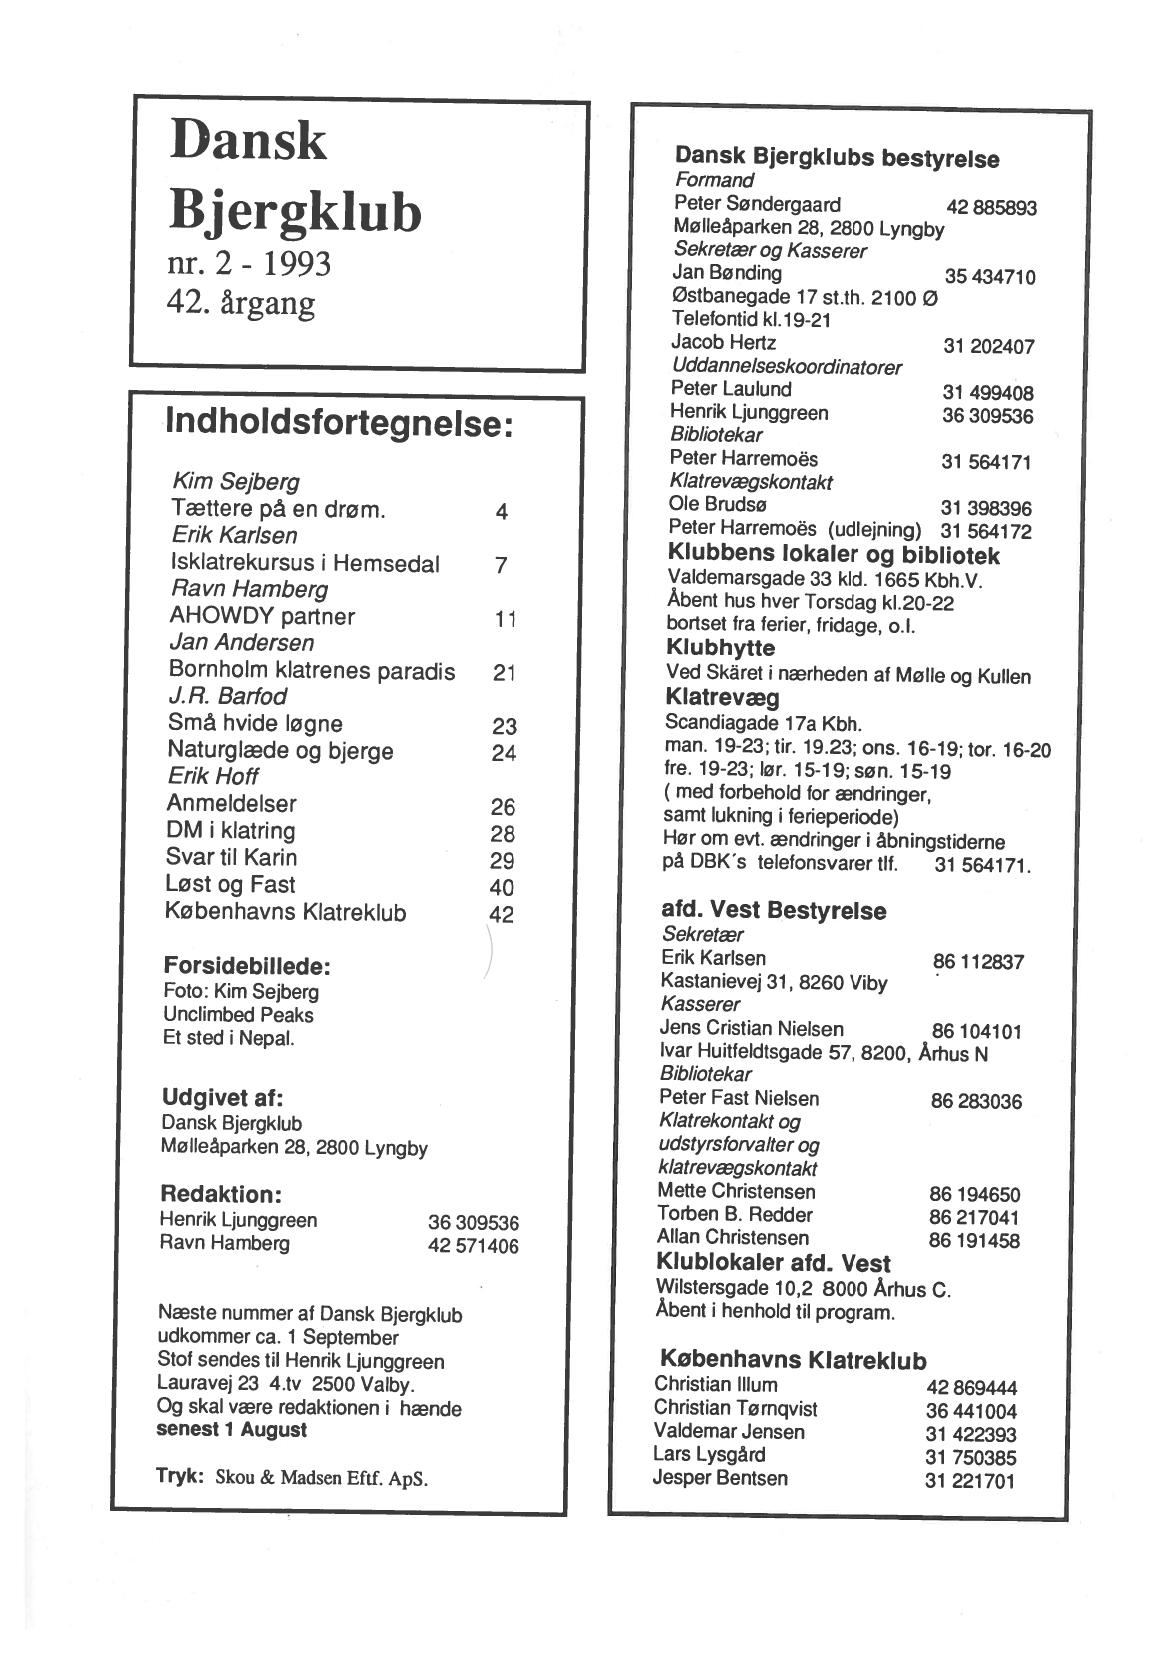 Dansk
Bjergklub
nr. 2 - 1993
42. årgang
Indholdsfortegnelse:
Kim Sejberg
Tættere på en drøm. 4
Erik Karlsen
Isklatrekursus i Hemsedal 7
Ravn Hamberg
AHOWDY partner 11
Jan Andersen
Bornholm klatrenes paradis 21
J.R. Barfod
Små hvide løgne 23
Naturglæde og bjerge 24
Erik Hoff
Anmeldelser 26
DM i klatring 28
Svar til Karin 29
Løst og Fast 40
Københavns Klatreklub 42
Forsidebillede:
Foto: Kim Sejberg
Unclimbed Peaks
Et sted i Nepal.
Udgivet af:
Dansk Bjergklub
Mølleåparken 28, 2800 Lyngby
Redaktion:
Henrik Ljunggreen 36 309536
Ravn Hamberg 42 571406
Næste nummer af Dansk Bjergklub
udkommer ca. 1 September
Stof sendes til Henrik Ljunggreen
Lauravej 23 4.tv 2500 Valby.
Og skal være redaktionen i hænde
senest 1 August
Tryk: Skou & Madsen Eftf. ApS.
Dansk Bjergklubs bestyrelse
Formand
Peter Søndergaard 42 885893
Mølleåparken 28, 2800 Lyngby
Sekretær og Kasserer
Jan Bønding 35 434710
Østbanegade 17 st.th. 2100 Ø
Telefontid kl.19-21
Jacob Hertz 31 202407
Uddannelseskoordinatorer
Peter Laulund 31 499408
Henrik Ljunggreen 36 309536
Bibliotekar
Peter Harremoës 31 564171
Klatrevægskontakt
Ole Brudsø 31 398396
Peter Harremoës (udlejning) 31 564172
Klubbens lokaler og bibliotek
Valdemarsgade 33 kld. 1665 Kbh.V.
Åbent hus hver Torsdag kl.20-22
bortset fra ferier, fridage, o.l.
Klubhytte
Ved Skäret i nærheden af Mølle og Kullen
Klatrevæg
Scandiagade 17a Kbh.
man. 19-23; tir. 19.23; ons. 16-19; tor. 16-20
fre. 19-23; lør. 15-19; søn. 15-19
( med forbehold for ændringer,
samt lukning i ferieperiode)
Hør om evt. ændringer i åbningstiderne
på DBK´s telefonsvarer tlf. 31 564171.
afd. Vest Bestyrelse
Sekretær
Erik Karlsen 86 112837
Kastanievej 31, 8260 Viby
Kasserer
Jens Cristian Nielsen 86 104101
Ivar Huitfeldtsgade 57, 8200, Århus N
Bibliotekar
Peter Fast Nielsen 86 283036
Klatrekontakt og
udstyrsforvalter og
klatrevægskontakt
Mette Christensen 86 194650
Torben B. Redder 86 217041
Allan Christensen 86 191458
Klublokaler afd. Vest
Wilstersgade 10,2 8000 Århus C.
Åbent i henhold til program.
Københavns Klatreklub
Christian Illum 42 869444
Christian Tørnqvist 36 441004
Valdemar Jensen 31 422393
Lars Lysgård 31 750385
Jesper Bentsen 31 221701